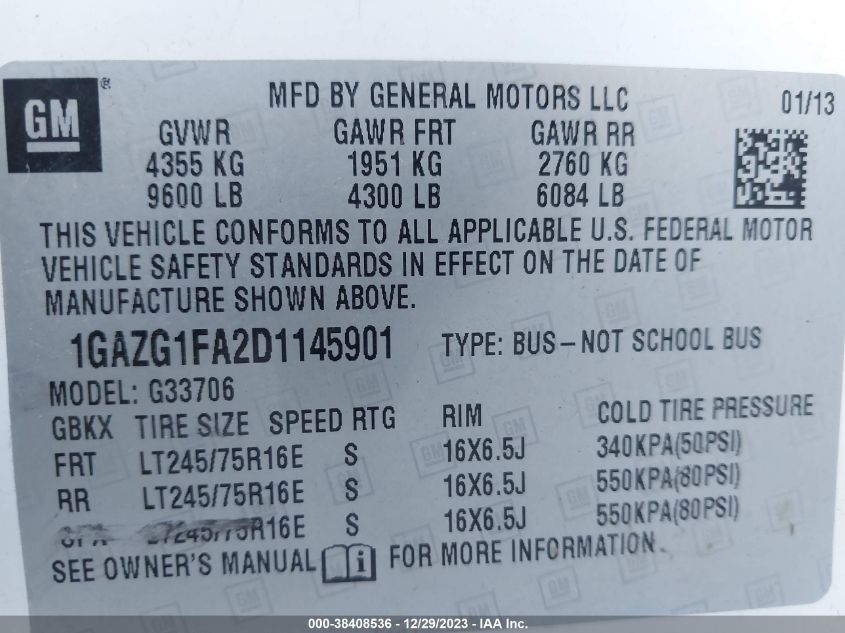 GM ®
MFD BY GENERAL MOTORS LLC
01/13
GVWR GAWR FRT GAWR RR
4355 KG 1951 KG 2760 KG
9600 LB 4300 LB 6084 LB
THIS VEHICLE CONFORMS TO ALL APPLICABLE U.S. FEDERAL MOTOR
VEHICLE SAFETY STANDARDS IN EFFECT ON THE DATE OF
MANUFACTURE SHOWN ABOVE.
1GAZG1FA2D1145901 TYPE: BUS-NOT SCHOOL BUS
MODEL: G33706
GBKX TIRE SIZE SPEED RTG RIM COLD TIRE PRESSURE
FRT LT245/75R16E S 16X6.5J 340KPA(50PSI)
RR LT245/75R16E S 16X6.5J 550KPA(80PSI)
LT245/75R16E S 16X6.5J 550KPA(80PSI)
SEE OWNER'S MANUAL i FOR MORE INFORMATION.
000-38408536 - 12/29/2023 - IAA Inc.